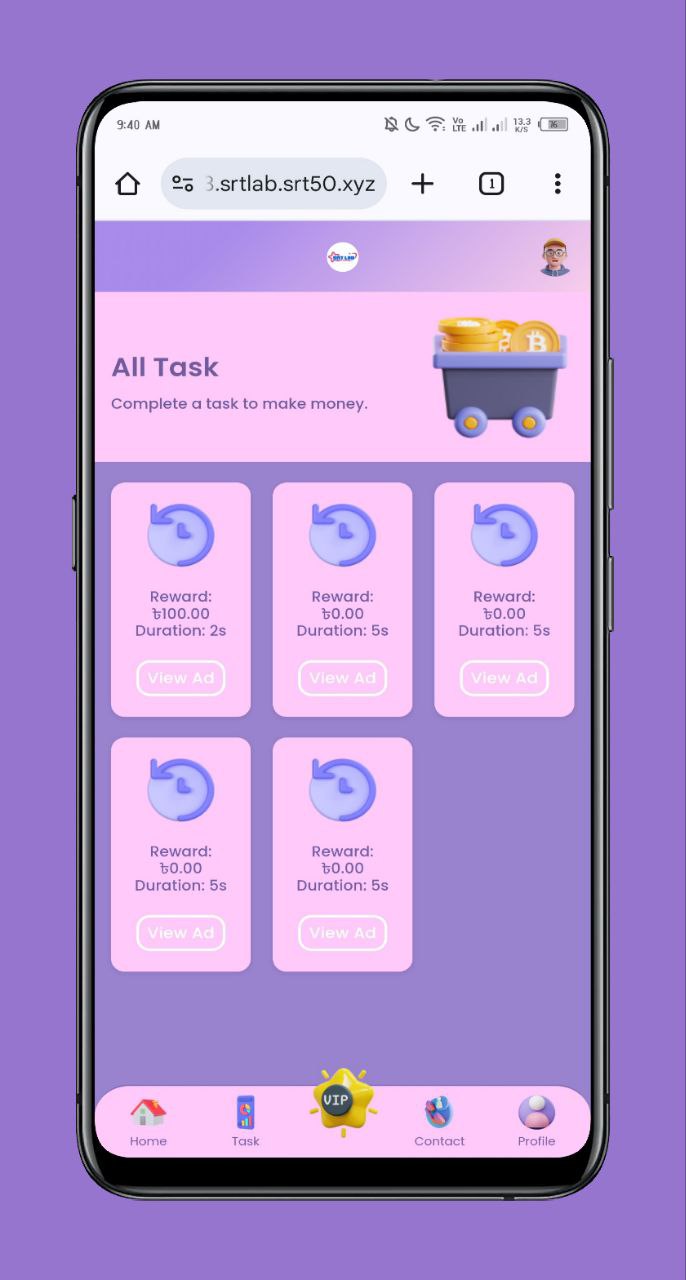 9:40 AM
Vo
LTE
13.3
K/S
76
3.srtlab.srt50.xyz
1
SRT LAB
All Task
Complete a task to make money.
Reward:
৳100.00
Duration: 2s
View Ad
Reward:
৳0.00
Duration: 5s
View Ad
Reward:
৳0.00
Duration: 5s
View Ad
Reward:
৳0.00
Duration: 5s
View Ad
Reward:
৳0.00
Duration: 5s
View Ad
VIP
Home
Task
Contact
Profile